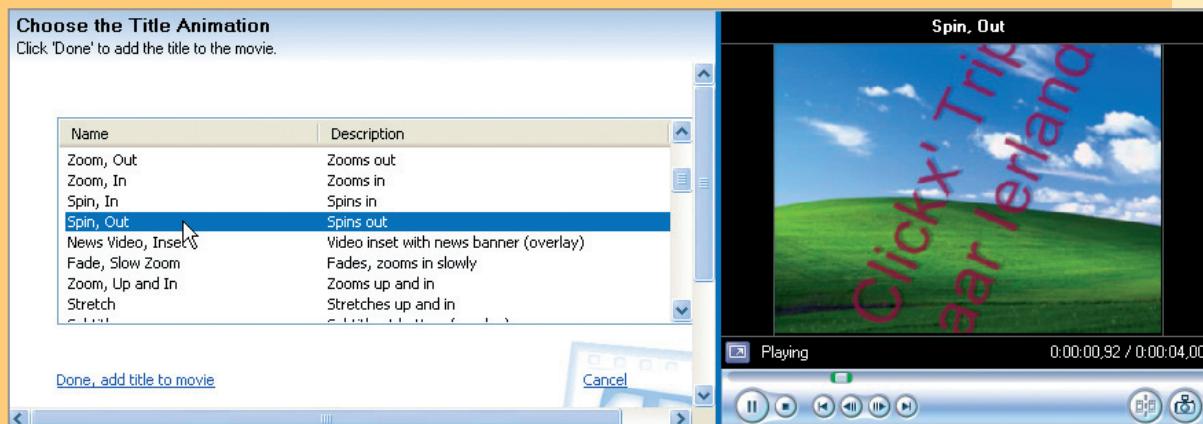 Choose the Title Animation
Click 'Done' to add the title to the movie.
Name Description
Zoom, Out Zooms out
Zoom, In Zooms in
Spin, In Spins in
Spin, Out Spins out
News Video, Inset Video inset with news banner (overlay)
Fade, Slow Zoom Fades, zooms in slowly
Zoom, Up and In Zooms up and in
Stretch Stretches up and in
Done, add title to movie
Cancel
Spin, Out
Clickx' Trip
aar Ierland
Playing 0:00:00,92 / 0:00:04,00